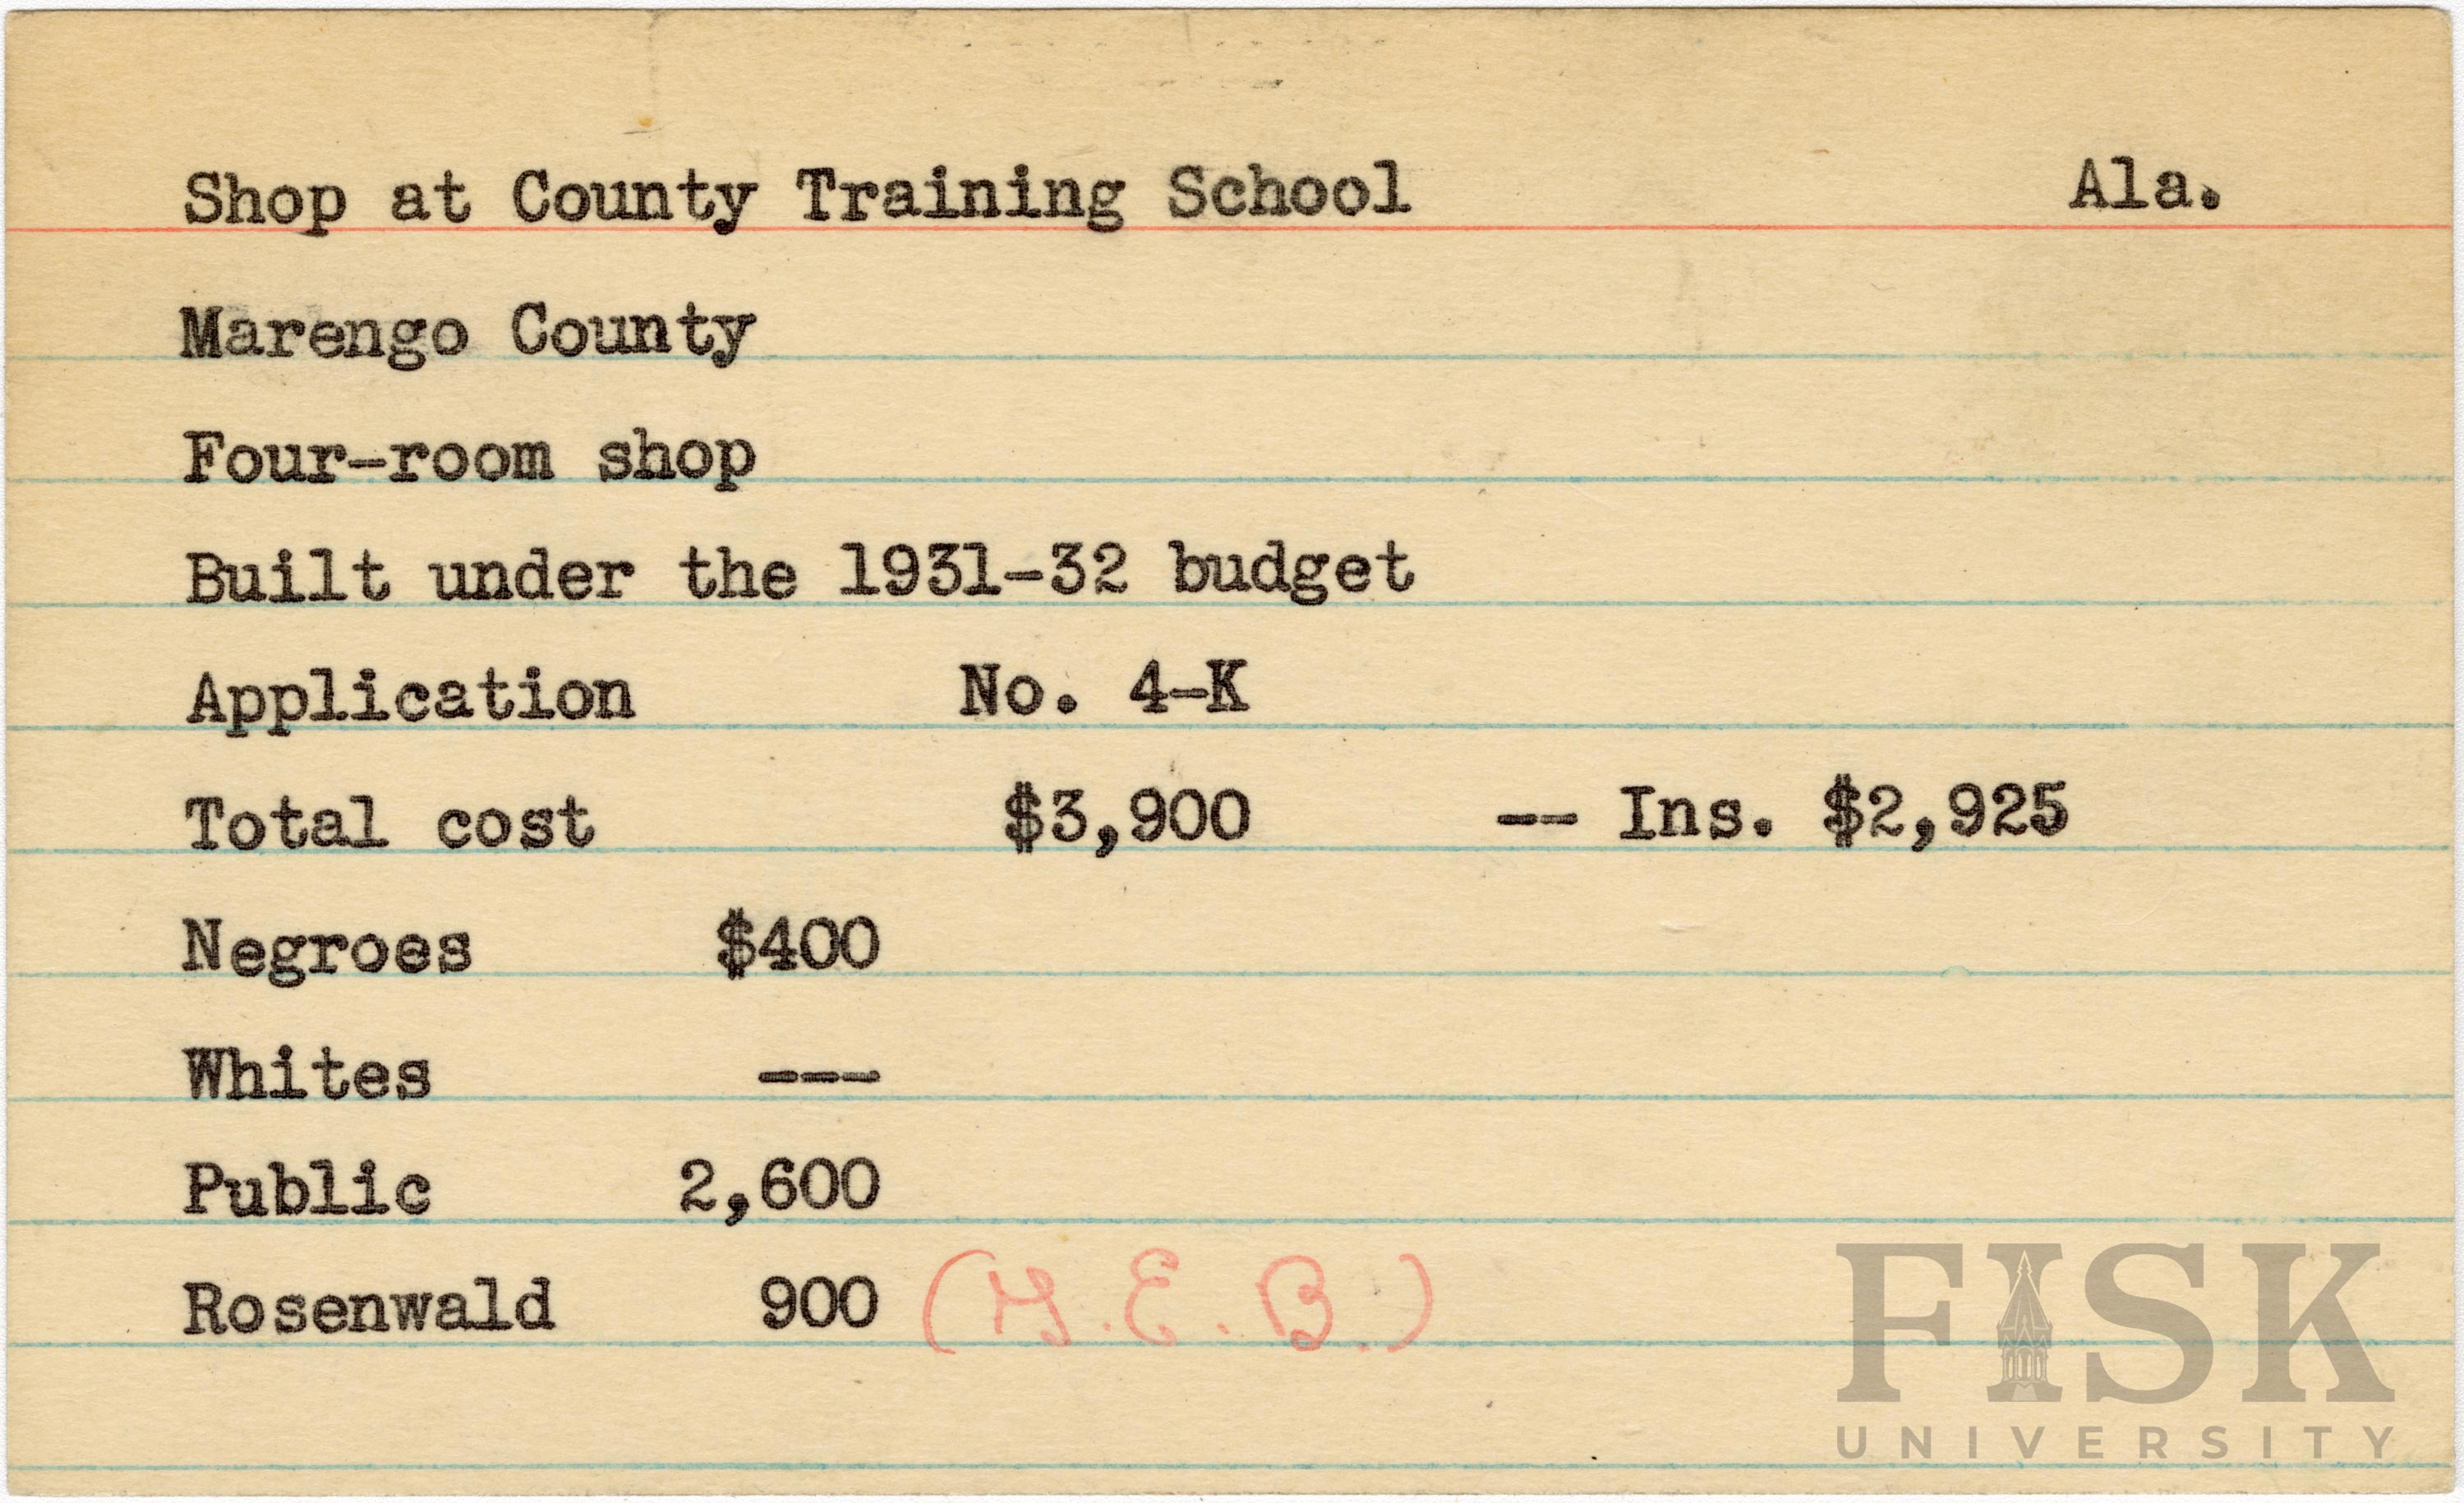 Shop at County Training School Ala.
Marengo County
Four-room shop
Built under the 1931-32 budget
Application No. 4-K
Total cost $3,900 -- Ins. $2,925
Negroes $400
Whites ---
Public 2,600
Rosenwald 900 (G.E.B.)
FISK
UNIVERSITY